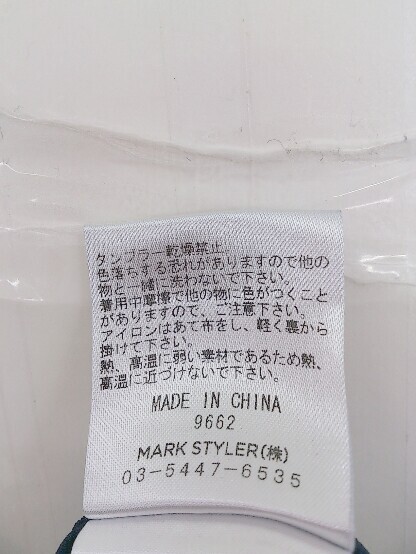 タンブラー乾燥禁止
色落ちする恐れがありますので他の
物と一緒に洗わないで下さい。
着用中摩擦で他の物に色がつくこと
がありますので、ご注意下さい。
アイロンはあて布をし、軽く裏から
掛けて下さい。
熱、高温に弱い素材であるため熱、
高温に近づけないで下さい。
MADE IN CHINA
9662
MARK STYLER(株)
03-5447-6535